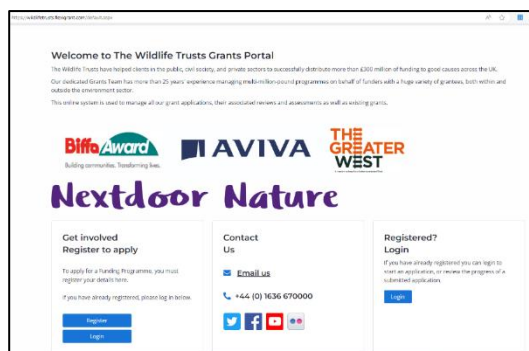 https://wildlifetrusts.flexigrant.com/default.aspx
Welcome to The Wildlife Trusts Grants Portal
The Wildlife Trusts have helped clients in the public, civil society, and private sectors to successfully distribute more than £300 million of funding to good causes across the UK.
Our dedicated Grants Team has more than 25 years' experience managing multi-million-pound programmes on behalf of funders with a huge variety of grantees, both within and
outside the environment sector.
This online system is used to manage all our grant applications, their associated reviews and assessments as well as existing grants.
Biffa Award
Building communities. Transforming lives.
AVIVA
THE
GREATER
WEST
Nextdoor Nature
Get involved
Register to apply
To apply for a Funding Programme, you must
register your details here.
If you have already registered, please log in below.
Register
Login
Contact
Us
Email us
+44 (0) 1636 670000
Registered?
Login
If you have already registered you can login to
start an application, or review the progress of a
submitted application.
Login